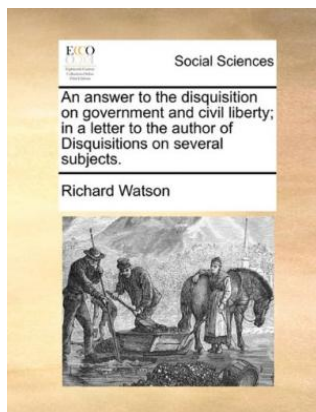 ECCO
Social Sciences
An answer to the disquisition
on government and civil liberty;
in a letter to the author of
Disquisitions on several
subjects.
Richard Watson